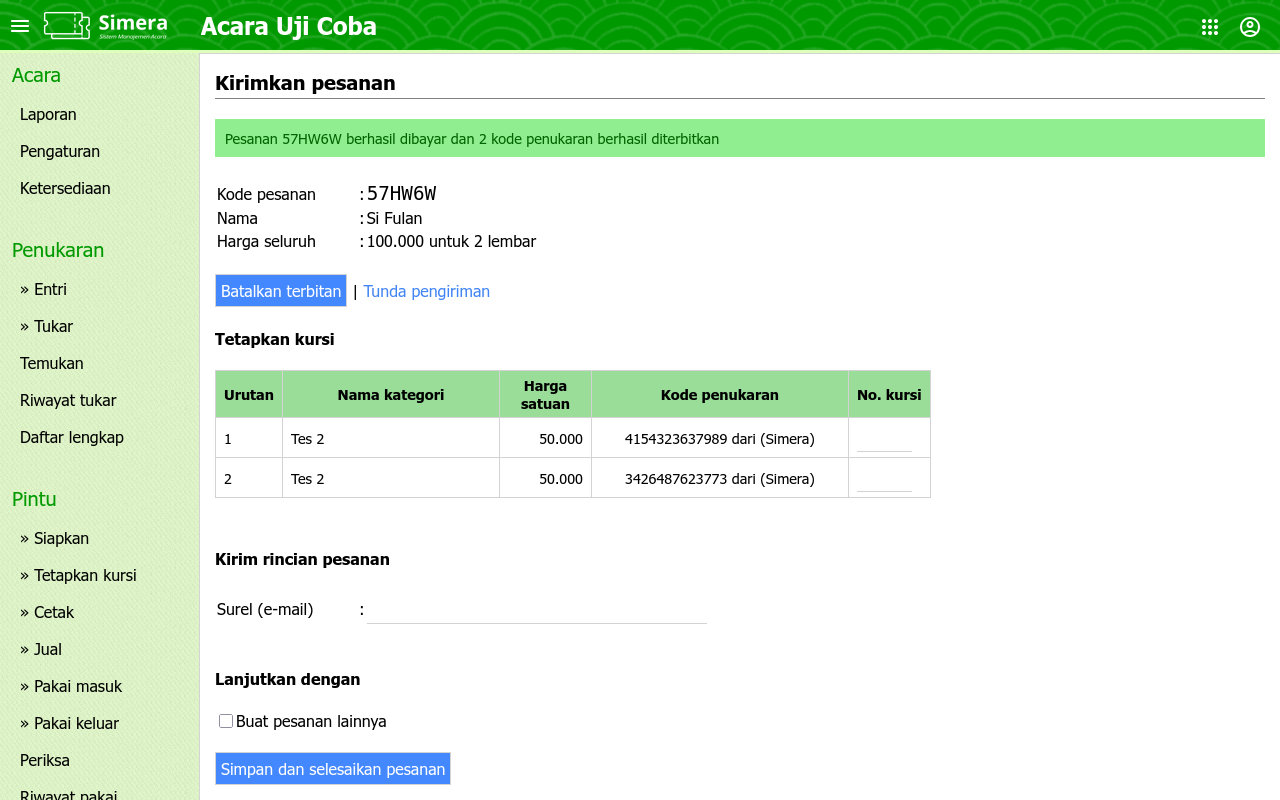 Simera
Sistem Manajemen Acara
Acara Uji Coba
Acara
Laporan
Pengaturan
Ketersediaan
Penukaran
» Entri
» Tukar
Temukan
Riwayat tukar
Daftar lengkap
Pintu
» Siapkan
» Tetapkan kursi
» Cetak
» Jual
» Pakai masuk
» Pakai keluar
Periksa
Riwayat pakai
Kirimkan pesanan
Pesanan 57HW6W berhasil dibayar dan 2 kode penukaran berhasil diterbitkan
Kode pesanan : 57HW6W
Nama : Si Fulan
Harga seluruh : 100.000 untuk 2 lembar
Batalkan terbitan | Tunda pengiriman
Tetapkan kursi
Urutan Nama kategori Harga satuan Kode penukaran No. kursi
1 Tes 2 50.000 4154323637989 dari (Simera)
2 Tes 2 50.000 3426487623773 dari (Simera)
Kirim rincian pesanan
Surel (e-mail) :
Lanjutkan dengan
Buat pesanan lainnya
Simpan dan selesaikan pesanan